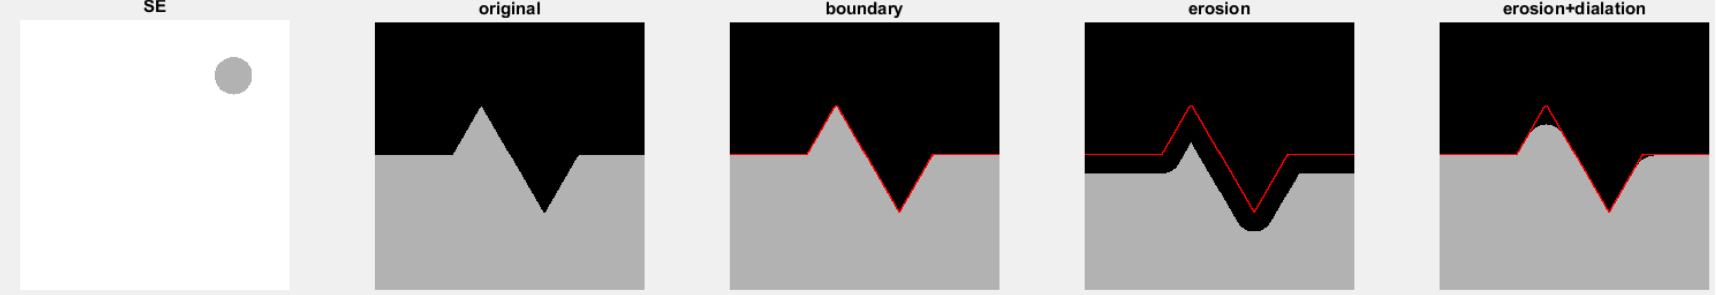 SE
original
boundary
erosion
erosion+dialation